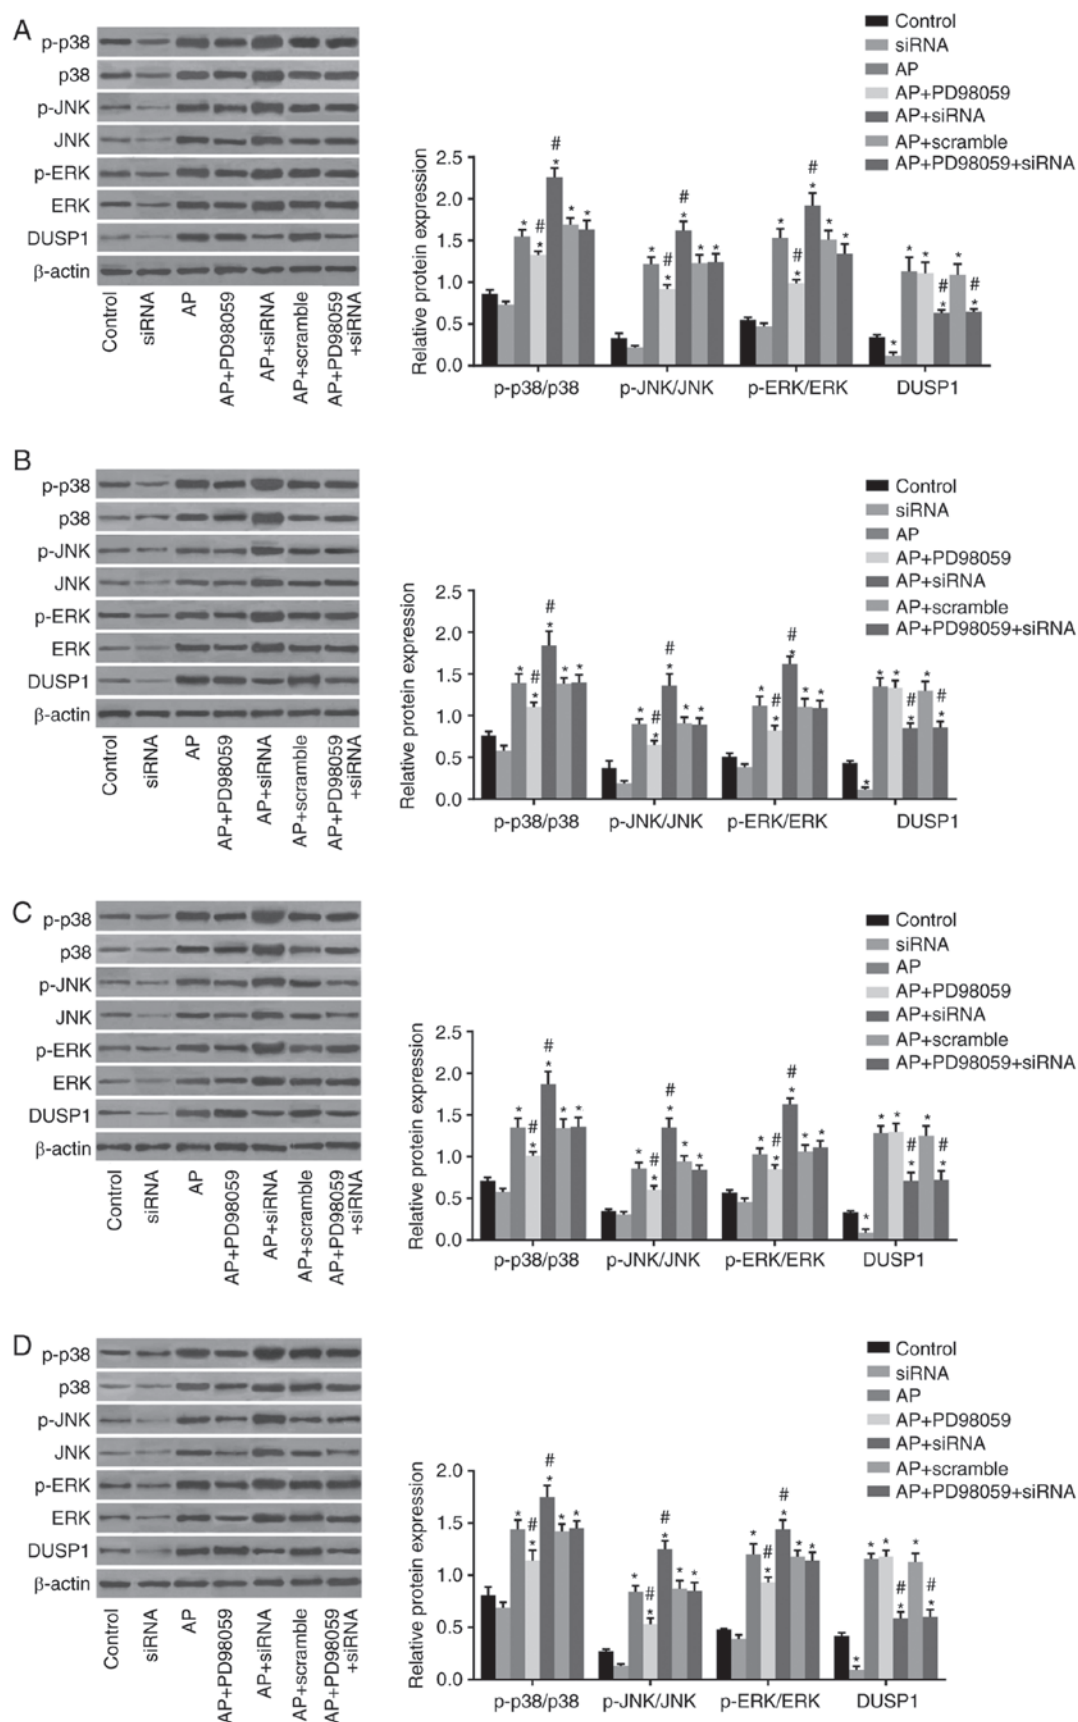 A
p-p38
p38
p-JNK
JNK
p-ERK
ERK
DUSP1
β-actin
Control
siRNA
AP
AP+PD98059
AP+siRNA
AP+scramble
AP+PD98059
+siRNA
Control
siRNA
AP
AP+PD98059
AP+siRNA
AP+scramble
AP+PD98059+siRNA
Relative protein expression
2.5
2.0
1.5
1.0
0.5
0.0
* # * # * * *
* # * # * * *
* # * # * * *
* * * # * * # *
p-p38/p38
p-JNK/JNK
p-ERK/ERK
DUSP1
B
p-p38
p38
p-JNK
JNK
p-ERK
ERK
DUSP1
β-actin
Control
siRNA
AP
AP+PD98059
AP+siRNA
AP+scramble
AP+PD98059
+siRNA
Control
siRNA
AP
AP+PD98059
AP+siRNA
AP+scramble
AP+PD98059+siRNA
Relative protein expression
2.5
2.0
1.5
1.0
0.5
0.0
* # * # * * *
* # * # * * *
* # * # * * *
* * * # * * # *
p-p38/p38
p-JNK/JNK
p-ERK/ERK
DUSP1
C
p-p38
p38
p-JNK
JNK
p-ERK
ERK
DUSP1
β-actin
Control
siRNA
AP
AP+PD98059
AP+siRNA
AP+scramble
AP+PD98059
+siRNA
Control
siRNA
AP
AP+PD98059
AP+siRNA
AP+scramble
AP+PD98059+siRNA
Relative protein expression
2.5
2.0
1.5
1.0
0.5
0.0
* # * # * * *
* # * # * * *
* # * # * * *
* * * # * * # *
p-p38/p38
p-JNK/JNK
p-ERK/ERK
DUSP1
D
p-p38
p38
p-JNK
JNK
p-ERK
ERK
DUSP1
β-actin
Control
siRNA
AP
AP+PD98059
AP+siRNA
AP+scramble
AP+PD98059
+siRNA
Control
siRNA
AP
AP+PD98059
AP+siRNA
AP+scramble
AP+PD98059+siRNA
Relative protein expression
2.0
1.5
1.0
0.5
0.0
* # * # * * *
* # * # * * *
* # * # * * *
* * * # * * # *
p-p38/p38
p-JNK/JNK
p-ERK/ERK
DUSP1